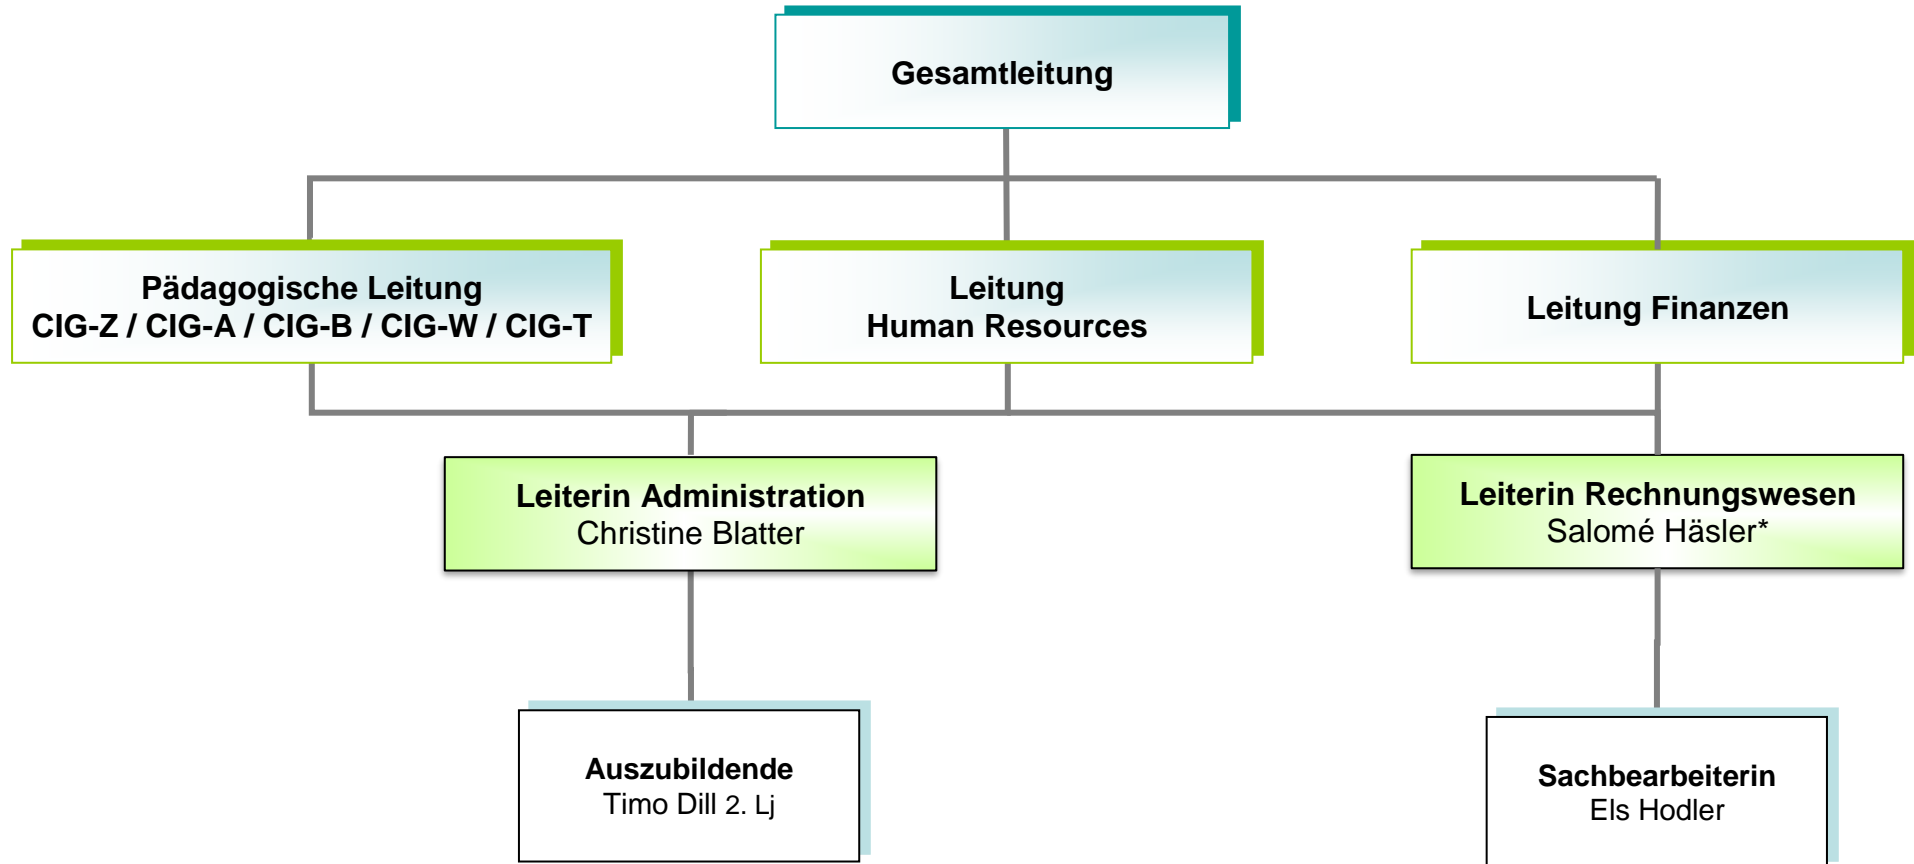 Gesamtleitung
Pädagogische Leitung
CIG-Z / CIG-A / CIG-B / CIG-W / CIG-T
Leitung
Human Resources
Leitung Finanzen
Leiterin Administration
Christine Blatter
Leiterin Rechnungswesen
Salomé Häsler*
Auszubildende
Timo Dill 2. Lj
Sachbearbeiterin
Els Hodler